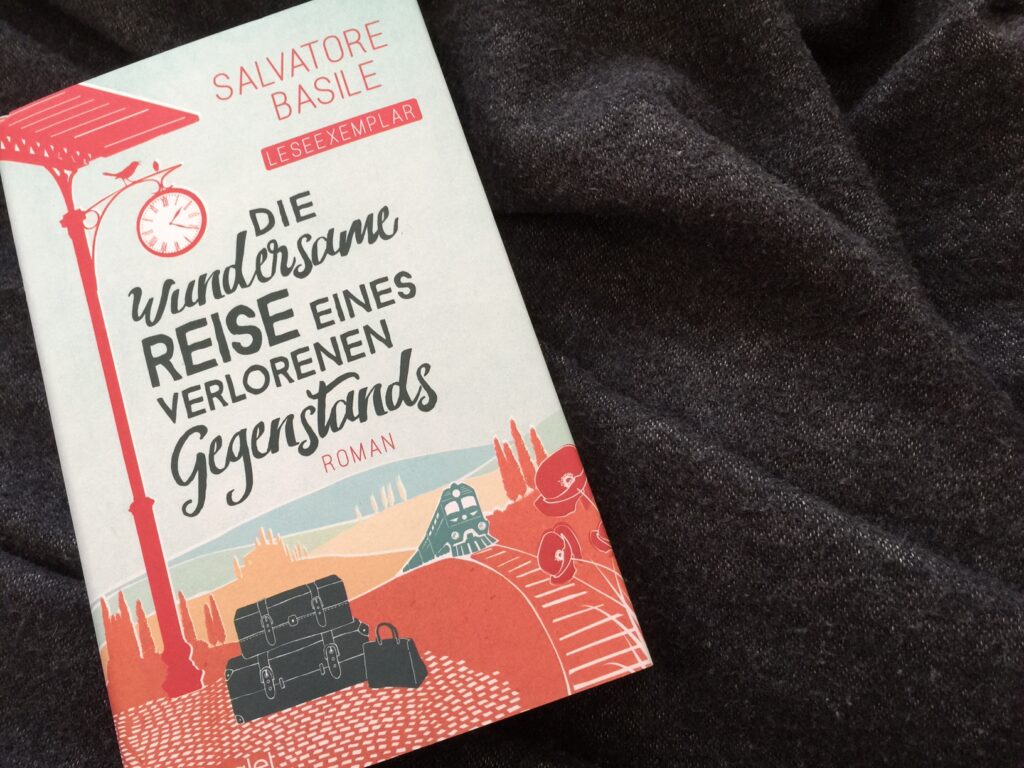 SALVATORE
BASILE
LESEEXEMPLAR
DIE
Wundersame
REISE EINES
VERLORENEN
Gegenstands
ROMAN